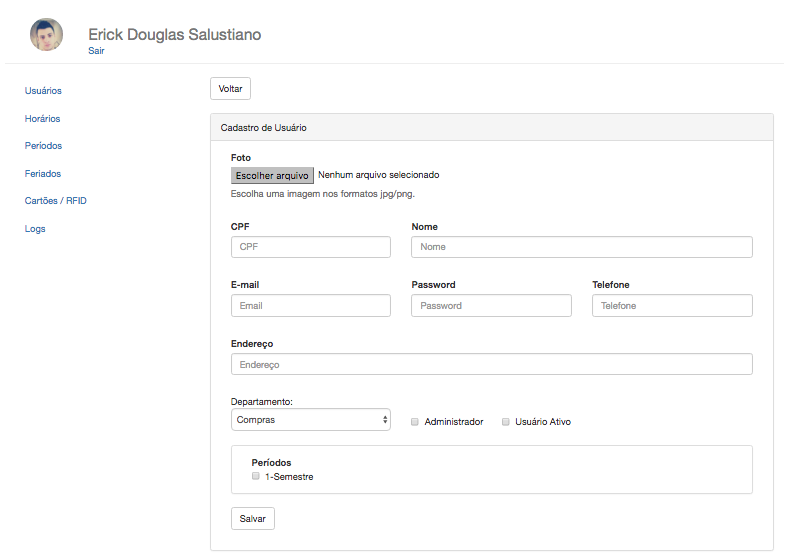 Erick Douglas Salustiano
Sair
Usuários
Horários
Períodos
Feriados
Cartões / RFID
Logs
Voltar
Cadastro de Usuário
Foto
Escolher arquivo Nenhum arquivo selecionado
Escolha uma imagem nos formatos jpg/png.
CPF Nome
CPF Nome
E-mail Password Telefone
Email Password Telefone
Endereço
Endereço
Departamento:
Compras Administrador Usuário Ativo
Períodos
1-Semestre
Salvar